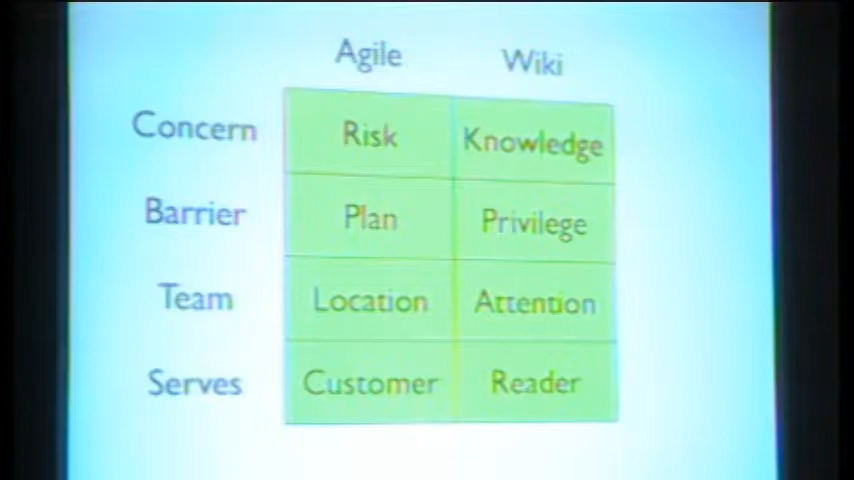 Agile Wiki
Concern Risk Knowledge
Barrier Plan Privilege
Team Location Attention
Serves Customer Reader